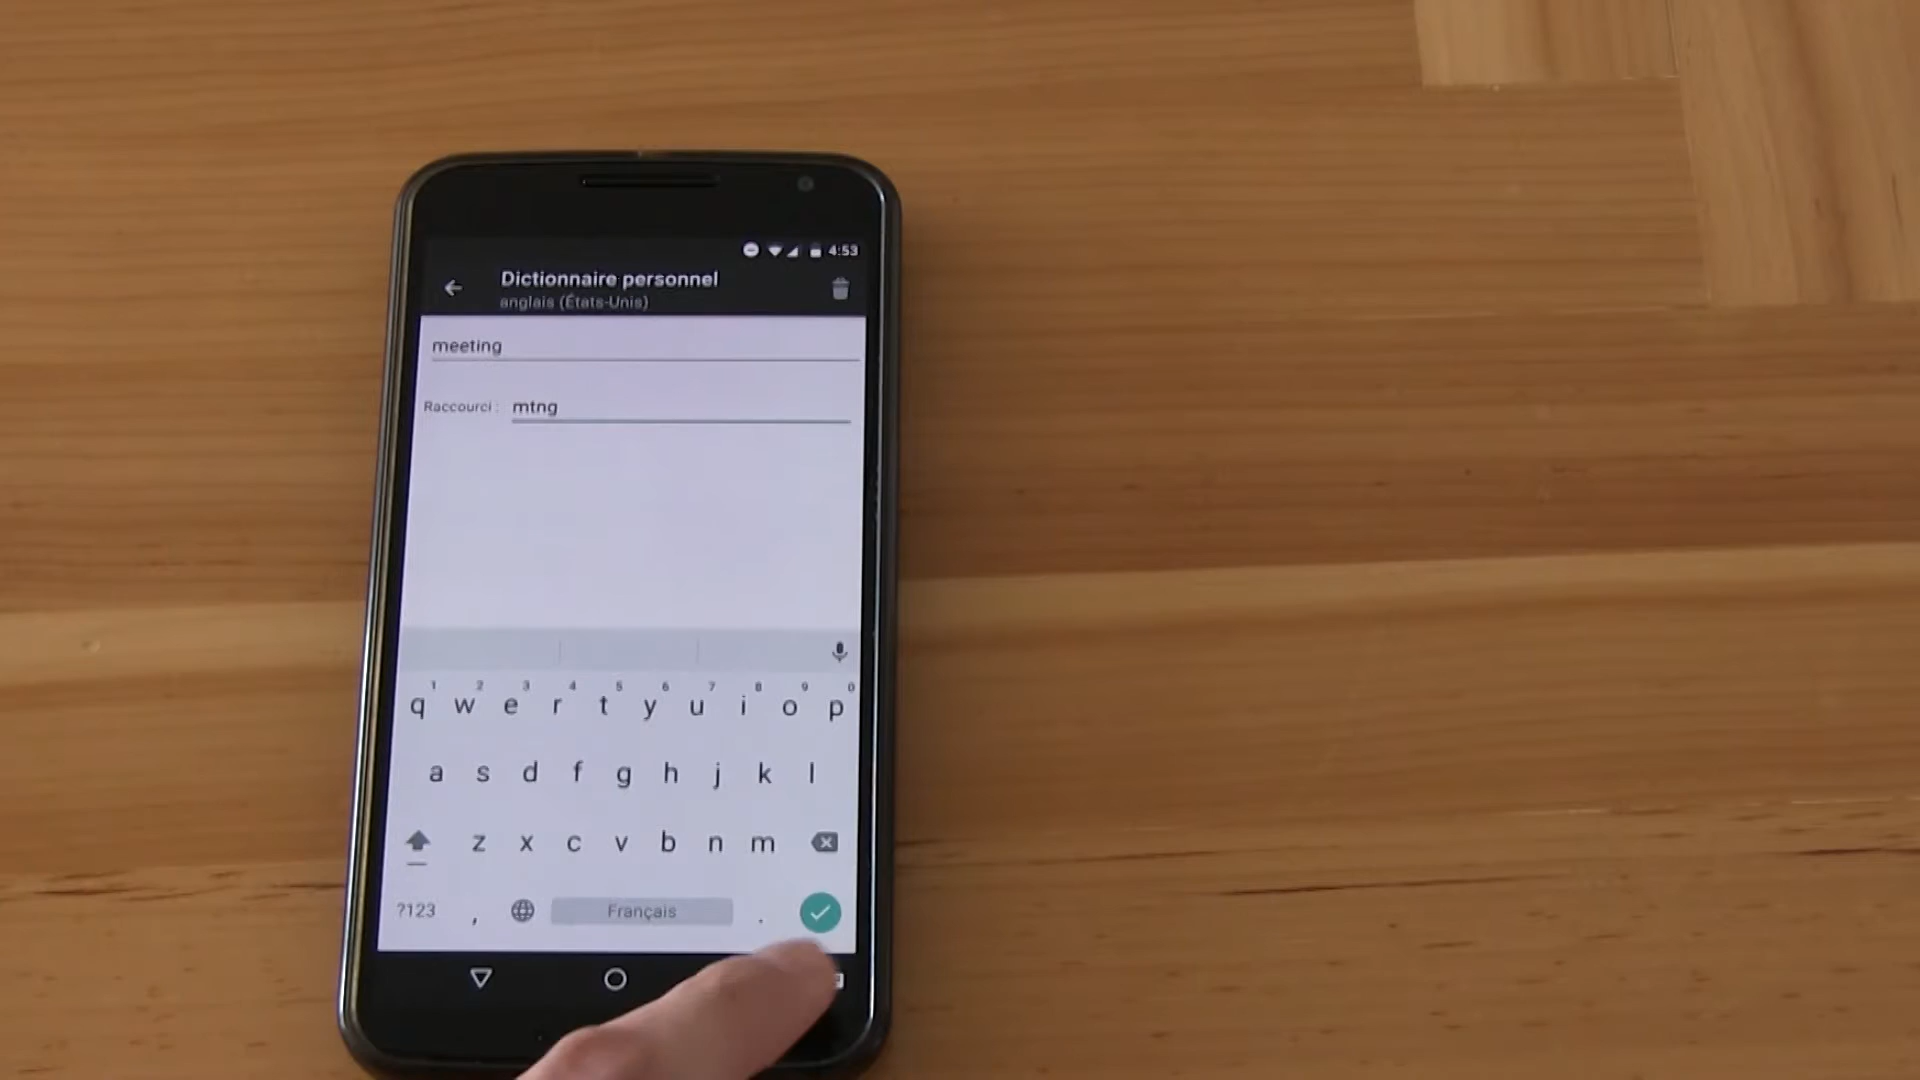 4:53
Dictionnaire personnel
anglais (États-Unis)
meeting
Raccourci : mtng
1 2 3 4 5 6 7 8 9 0
q w e r t y u i o p
a s d f g h j k l
z x c v b n m
?123 , Français .